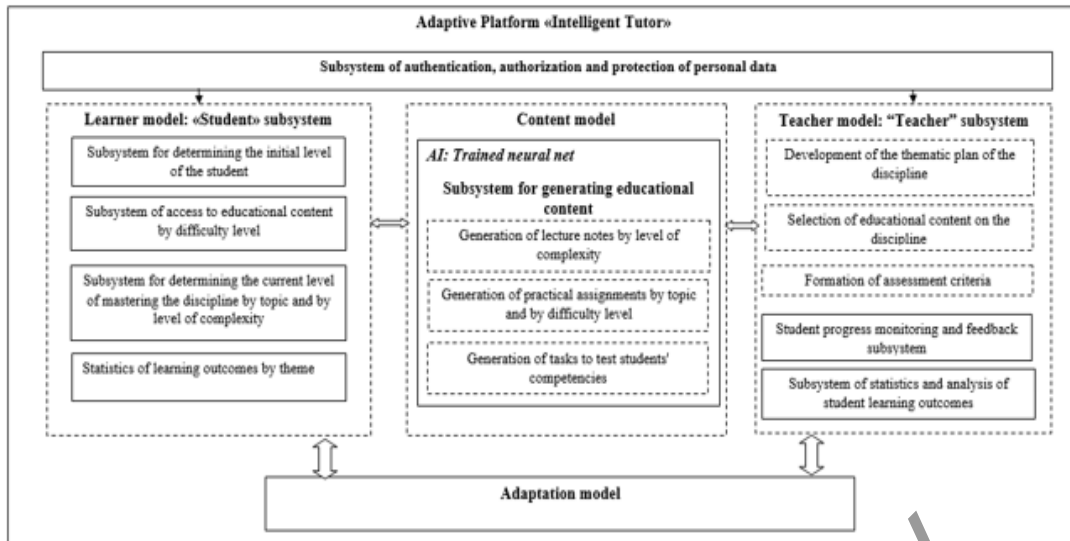 Adaptive Platform «Intelligent Tutor»
Subsystem of authentication, authorization and protection of personal data
Learner model: «Student» subsystem
Subsystem for determining the initial level
of the student
Subsystem of access to educational content
by difficulty level
Subsystem for determining the current level
of mastering the discipline by topic and by
level of complexity
Statistics of learning outcomes by theme
Content model
AI: Trained neural net
Subsystem for generating educational
content
Generation of lecture notes by level of
complexity
Generation of practical assignments by topic
and by difficulty level
Generation of tasks to test students'
competencies
Teacher model: “Teacher” subsystem
Development of the thematic plan of the
discipline
Selection of educational content on the
discipline
Formation of assessment criteria
Student progress monitoring and feedback
subsystem
Subsystem of statistics and analysis of
student learning outcomes
Adaptation model